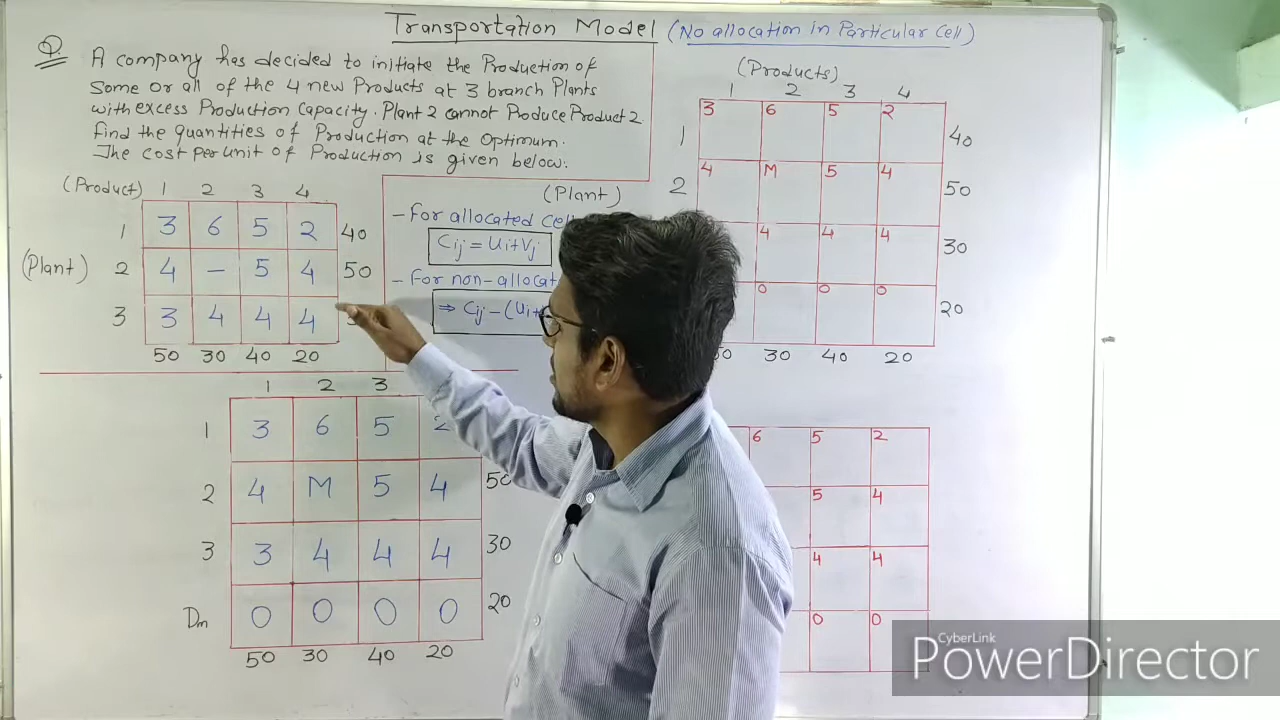 Transportation Model (No allocation in Particular Cell)
Q A company has decided to initiate the Production of
Some or all of the 4 new Products at 3 branch Plants
with excess Production Capacity. Plant 2 cannot Produce Product 2
find the quantities of Production at the Optimum.
The cost per unit of Production is given below:
(Product) 1 2 3 4
1 3 6 5 2 40
(Plant) 2 4 – 5 4 50
3 3 4 4 4
50 30 40 20
– For allocated
Cij = Ui+Vj
– For non-
⇒ Cij – (Ui+
1 2 3
1 3 6 5 2
2 4 M 5 4 50
3 3 4 4 4 30
Dm 0 0 0 0 20
50 30 40 20
(Products)
1 2 3 4
(Plant)
1 3 6 5 2 40
2 4 M 5 4 50
4 4 4 30
0 0 0 20
30 40 20
6 5 2
5 4
4 4
0 0
CyberLink
PowerDirector